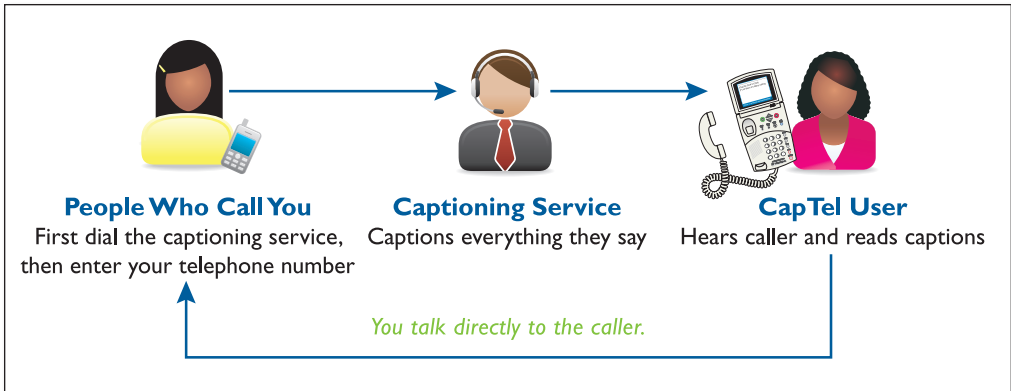 People Who Call You
First dial the captioning service,
then enter your telephone number
Captioning Service
Captions everything they say
CapTel User
Hears caller and reads captions
You talk directly to the caller.